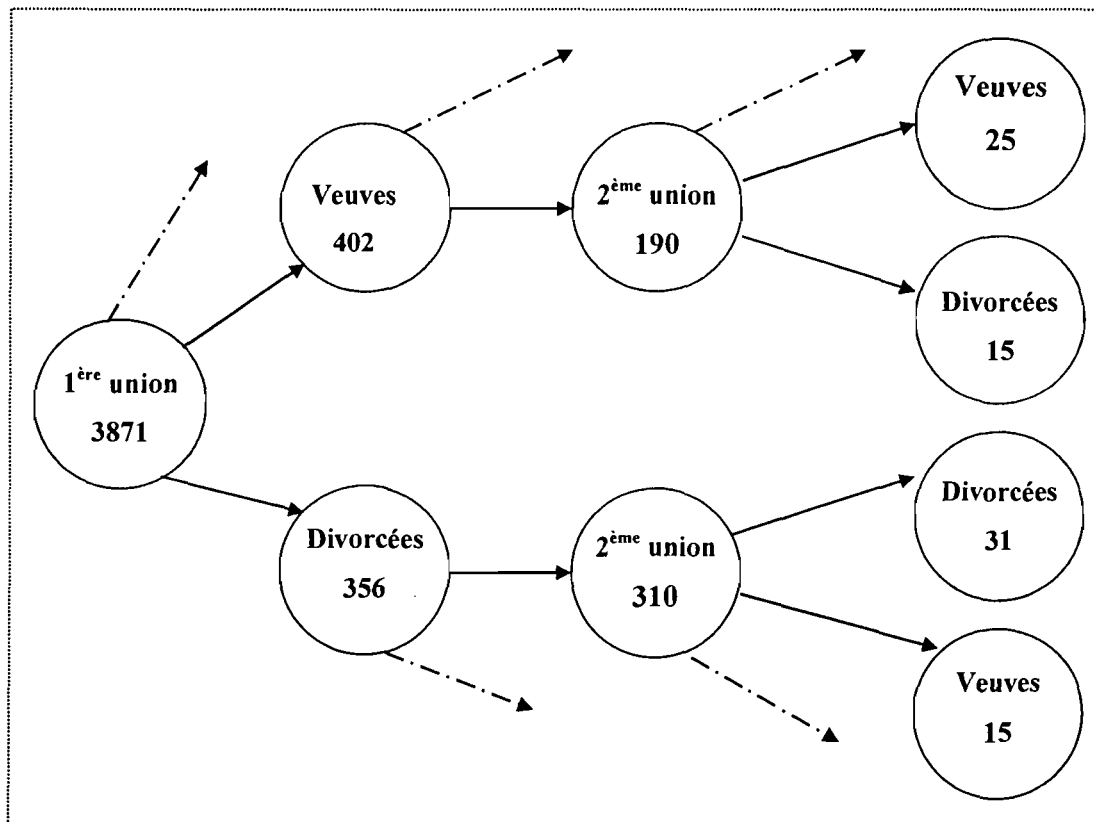 Veuves
25
Veuves
402
2ème union
190
Divorcées
15
1ère union
3871
Divorcées
356
2ème union
310
Divorcées
31
Veuves
15